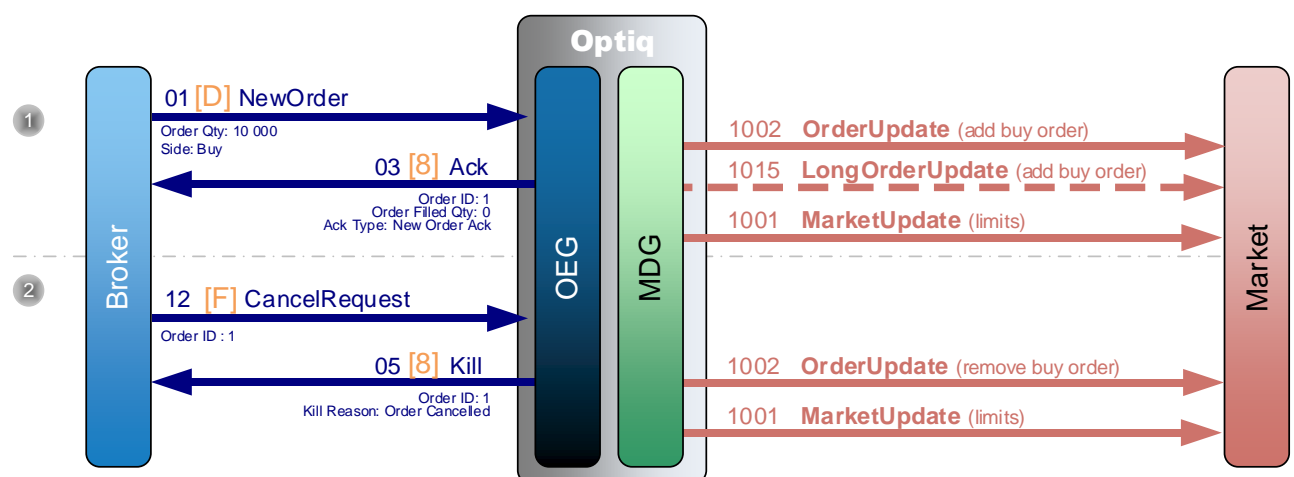 Optiq
1
01 [D] NewOrder
Order Qty: 10 000
Side: Buy
03 [8] Ack
Order ID: 1
Order Filled Qty: 0
Ack Type: New Order Ack
1002 OrderUpdate (add buy order)
1015 LongOrderUpdate (add buy order)
1001 MarketUpdate (limits)
Broker
OEG
MDG
Market
2
12 [F] CancelRequest
Order ID : 1
05 [8] Kill
Order ID: 1
Kill Reason: Order Cancelled
1002 OrderUpdate (remove buy order)
1001 MarketUpdate (limits)